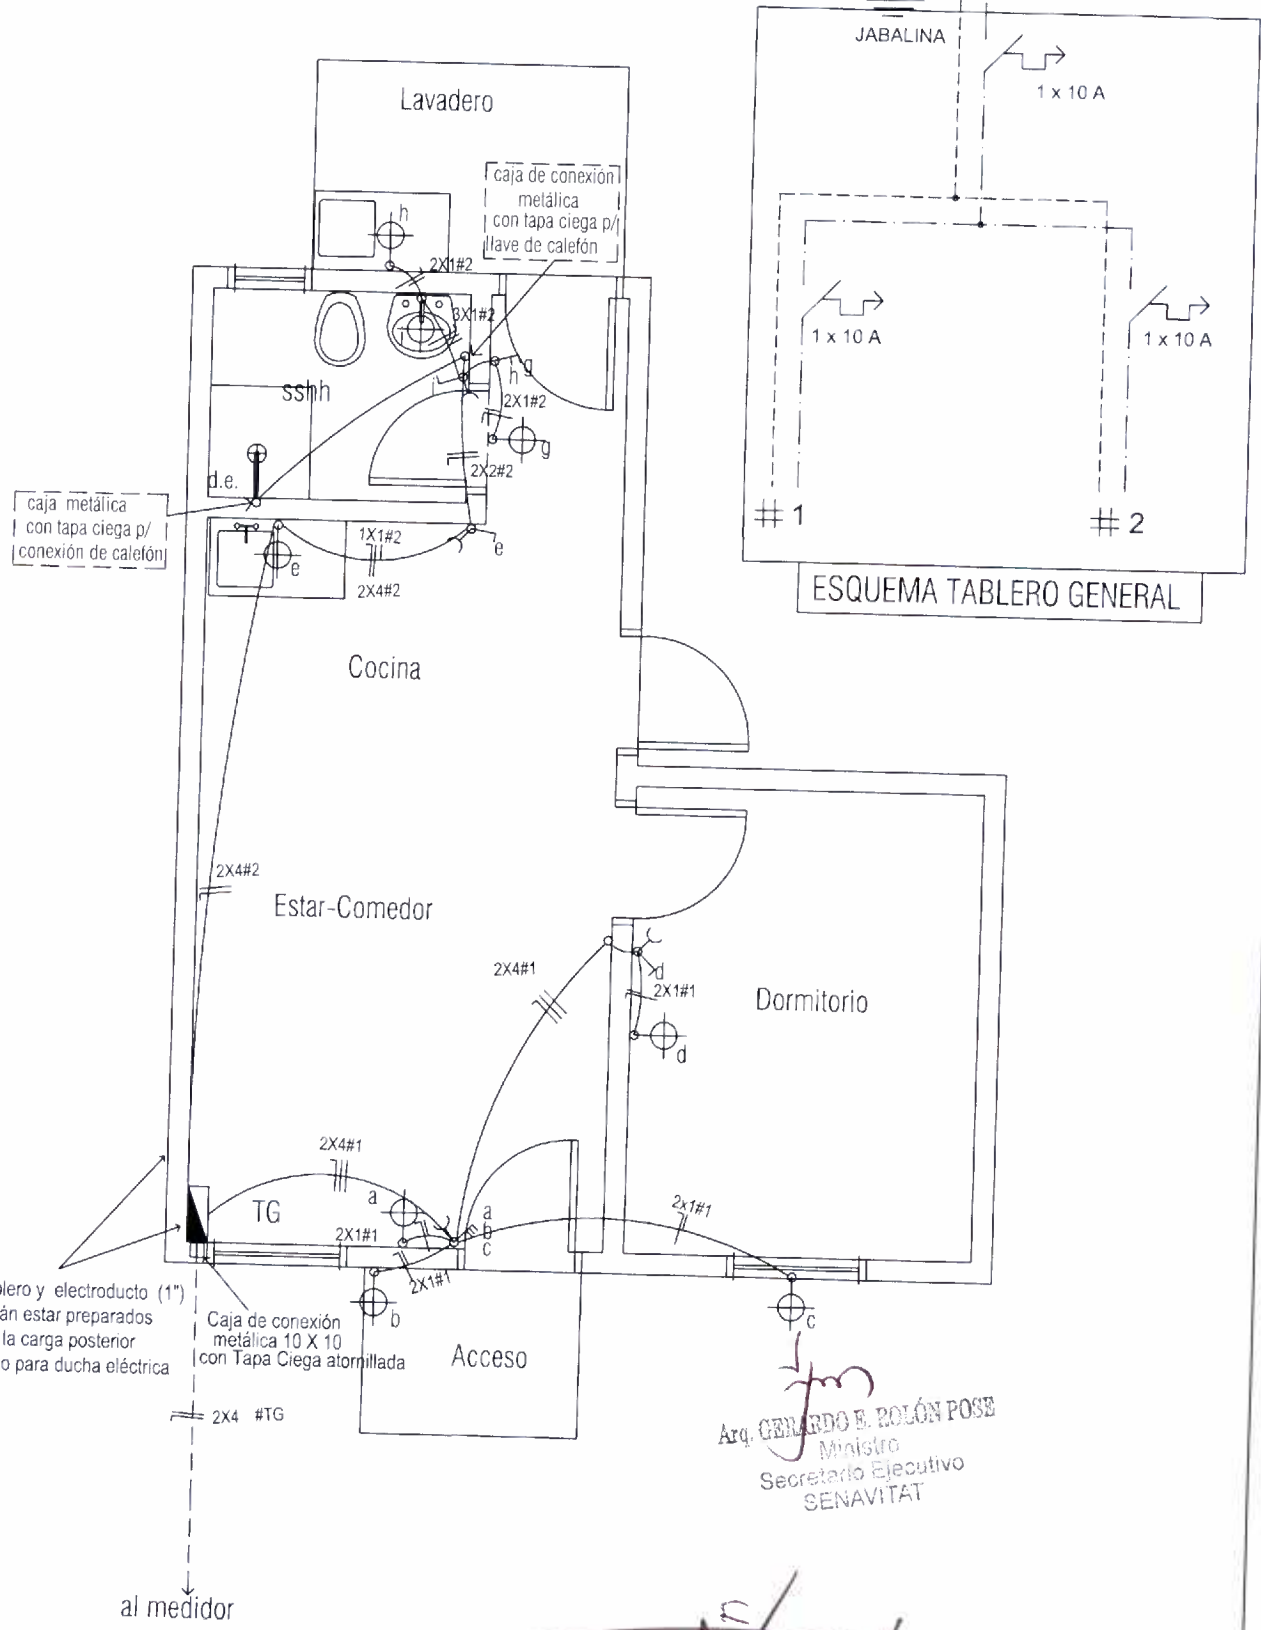 JABALINA
1 x 10 A
1 x 10 A
1 x 10 A
# 1
# 2
ESQUEMA TABLERO GENERAL
Lavadero
caja de conexión
metálica
con tapa ciega p/
llave de calefón
h
2X1#2
3X1#2
i
i
h
g
sshh
2X1#2
g
2X2#2
d.e.
caja metálica
con tapa ciega p/
conexión de calefón
1X1#2
e
e
2X4#2
Cocina
2X4#2
Estar-Comedor
2X4#1
d
2X1#1
Dormitorio
d
2X4#1
a
TG
a
b
c
2X1#1
2x1#1
2X1#1
b
c
lero y electroducto (1")
án estar preparados
la carga posterior
o para ducha eléctrica
Caja de conexión
metálica 10 X 10
con Tapa Ciega atornillada
Acceso
2X4 #TG
al medidor
Arq. GERARDO E. ROLÓN POSE
Ministro
Secretario Ejecutivo
SENAVITAT